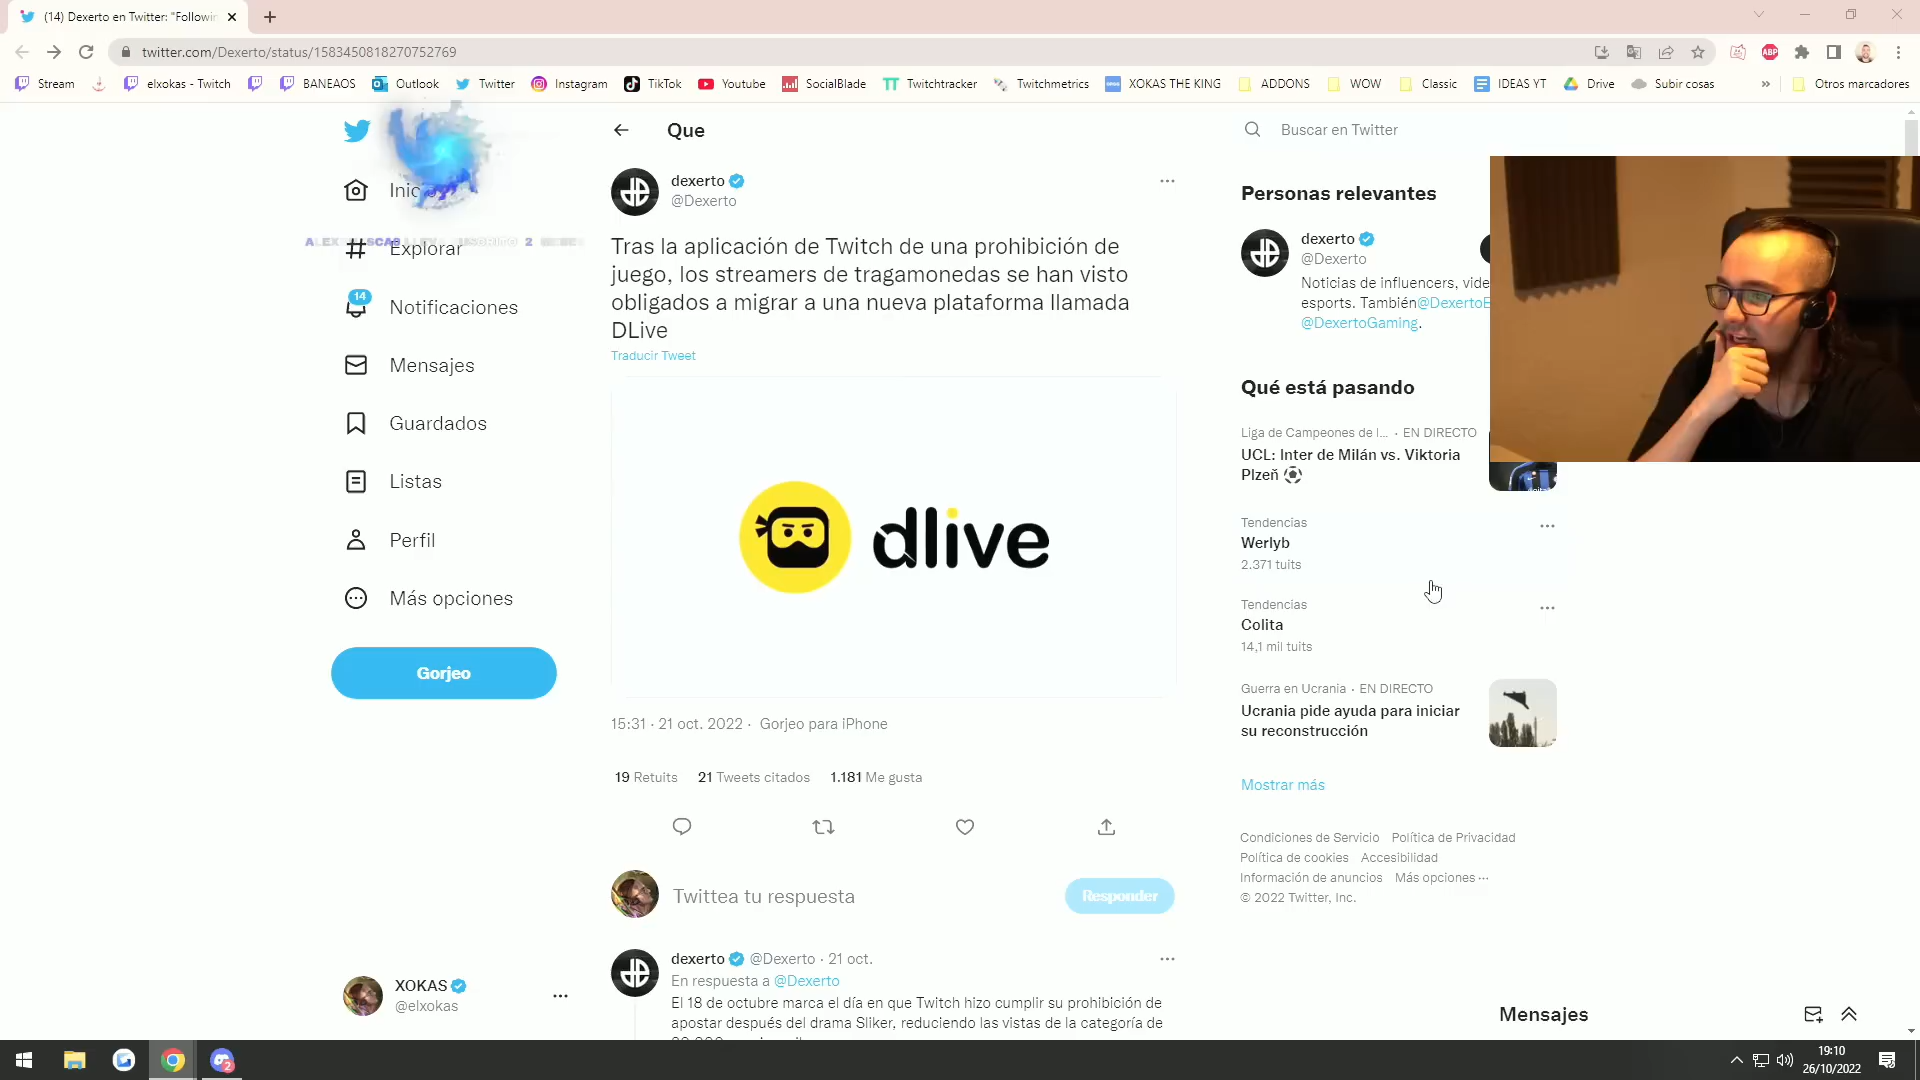 (14) Dexerto en Twitter: "Followin
twitter.com/Dexerto/status/1583450818270752769
Stream
elxokas - Twitch
BANEAOS
Outlook
Twitter
Instagram
TikTok
Youtube
SocialBlade
Twitchtracker
Twitchmetrics
XOKAS THE KING
ADDONS
WOW
Classic
IDEAS YT
Drive
Subir cosas
»
Otros marcadores
ABP
Explorar
14
Notificaciones
Mensajes
Guardados
Listas
Perfil
Más opciones
Gorjeo
XOKAS
@elxokas
Que
dexerto
@Dexerto
Tras la aplicación de Twitch de una prohibición de
juego, los streamers de tragamonedas se han visto
obligados a migrar a una nueva plataforma llamada
DLive
Traducir Tweet
dlive
15:31 · 21 oct. 2022 · Gorjeo para iPhone
19 Retuits 21 Tweets citados 1.181 Me gusta
Twittea tu respuesta
Responder
dexerto @Dexerto · 21 oct.
En respuesta a @Dexerto
El 18 de octubre marca el día en que Twitch hizo cumplir su prohibición de
apostar después del drama Sliker, reduciendo las vistas de la categoría de
Buscar en Twitter
Personas relevantes
dexerto
@Dexerto
Noticias de influencers, vide
esports. También@DexertoE
@DexertoGaming.
Qué está pasando
Liga de Campeones de l... · EN DIRECTO
UCL: Inter de Milán vs. Viktoria
Plzeň
Tendencias
Werlyb
2.371 tuits
Tendencias
Colita
14,1 mil tuits
Guerra en Ucrania · EN DIRECTO
Ucrania pide ayuda para iniciar
su reconstrucción
Mostrar más
Condiciones de Servicio Política de Privacidad
Política de cookies Accesibilidad
Información de anuncios Más opciones ···
© 2022 Twitter, Inc.
Mensajes
2
19:10
26/10/2022